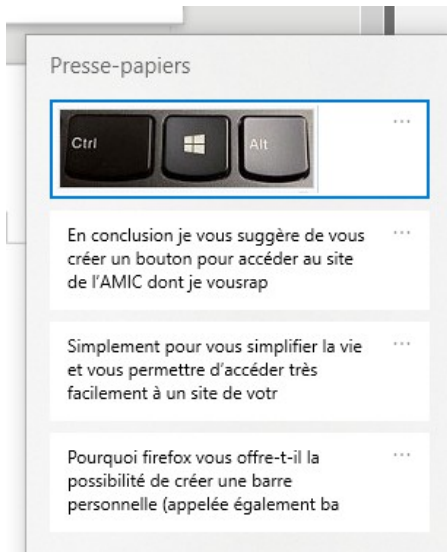 Presse-papiers
Ctrl
Alt
...
En conclusion je vous suggère de vous
créer un bouton pour accéder au site
de l'AMIC dont je vousrap
...
Simplement pour vous simplifier la vie
et vous permettre d'accéder très
facilement à un site de votr
...
Pourquoi firefox vous offre-t-il la
possibilité de créer une barre
personnelle (appelée également ba
...